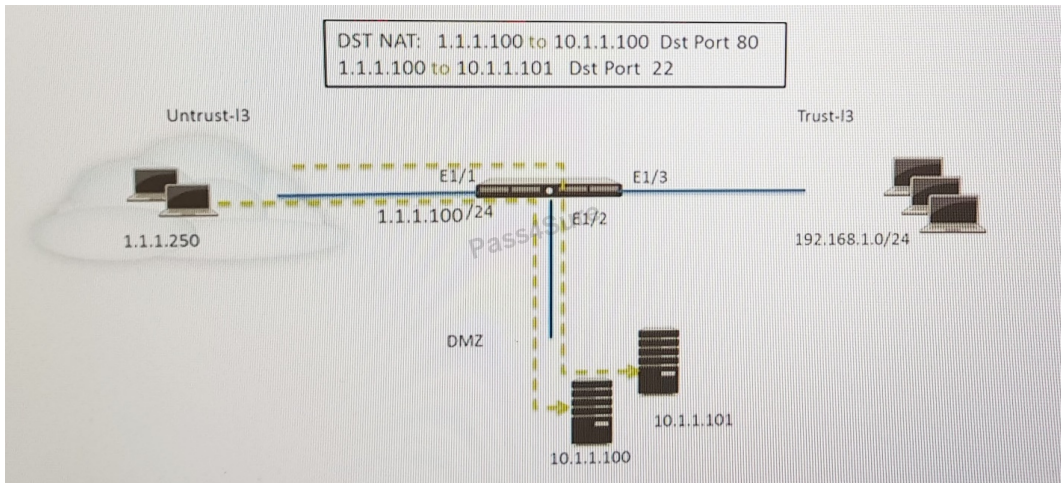 DST NAT: 1.1.1.100 to 10.1.1.100 Dst Port 80
1.1.1.100 to 10.1.1.101 Dst Port 22
Untrust-l3
Trust-l3
E1/1
E1/3
1.1.1.100/24
E1/2
Pass4Sure
1.1.1.250
192.168.1.0/24
DMZ
10.1.1.101
10.1.1.100